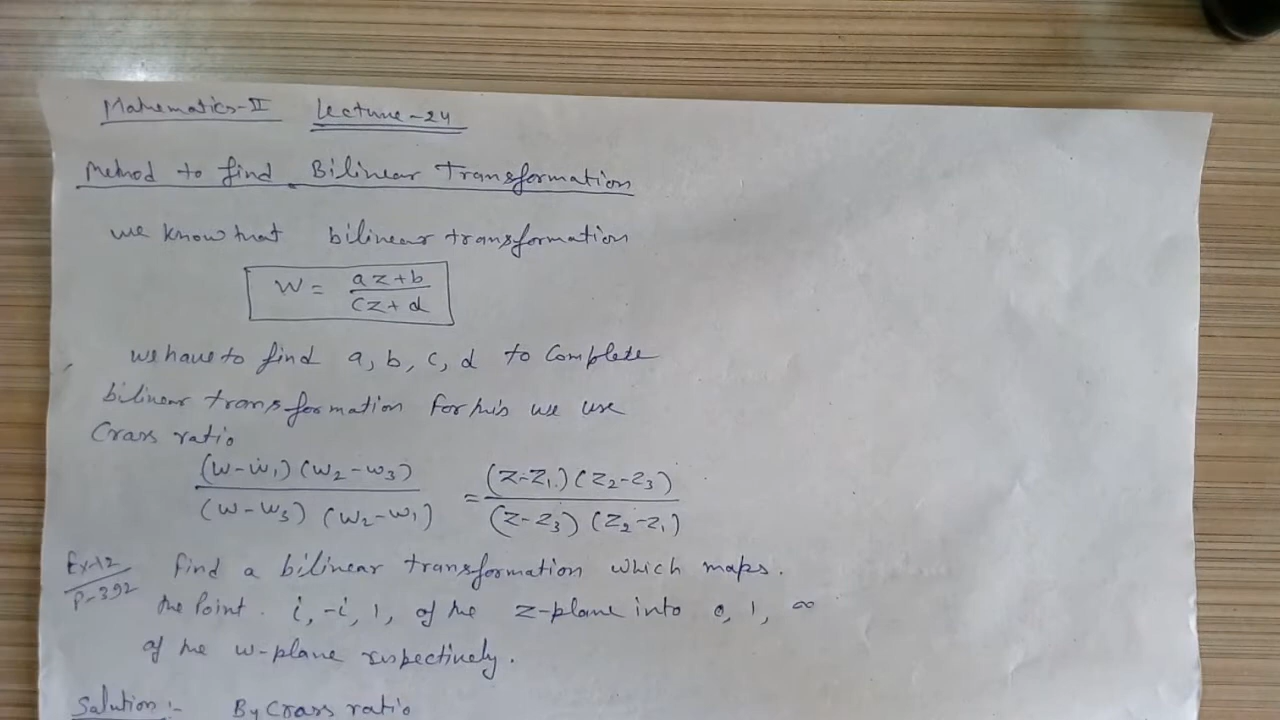 Mathematics-II Lecture-24
Method to find Bilinear Transformation
we know that bilinear transformation
W = az+b / cz+d
we have to find a, b, c, d to Complete
bilinear transformation for this we use
Crass ratio
(w-w₁)(w₂-w₃) / (w-w₃)(w₂-w₁) = (z-z₁)(z₂-z₃) / (z-z₃)(z₂-z₁)
Ex-12 / P-392 find a bilinear transformation which maps.
the Point i, -i, 1, of the z-plane into 0, 1, ∞
of the w-plane respectively.
Solution:- By Crass ratio